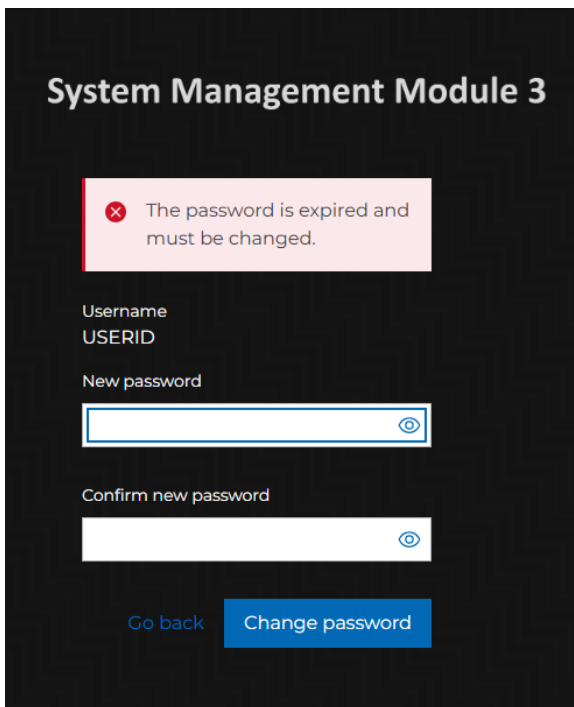 System Management Module 3
The password is expired and
must be changed.
Username
USERID
New password
Confirm new password
Go back Change password